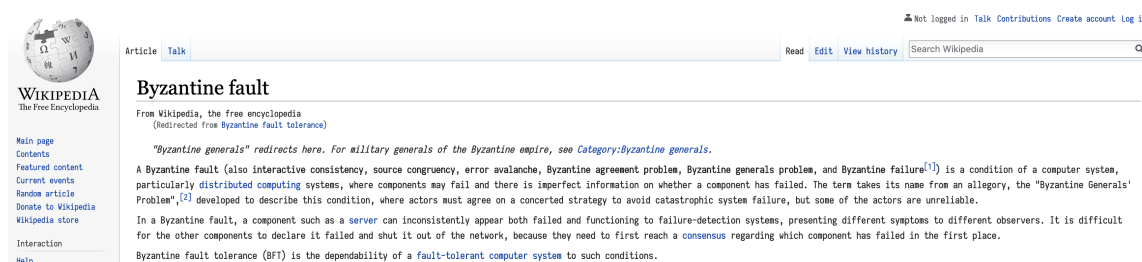 Not logged in Talk Contributions Create account Log i
Article Talk
Read Edit View history Search Wikipedia
WIKIPEDIA
The Free Encyclopedia
Byzantine fault
From Wikipedia, the free encyclopedia
(Redirected from Byzantine fault tolerance)
"Byzantine generals" redirects here. For military generals of the Byzantine empire, see Category:Byzantine generals.
A Byzantine fault (also interactive consistency, source congruency, error avalanche, Byzantine agreement problem, Byzantine generals problem, and Byzantine failure[1]) is a condition of a computer system,
particularly distributed computing systems, where components may fail and there is imperfect information on whether a component has failed. The term takes its name from an allegory, the "Byzantine Generals'
Problem",[2] developed to describe this condition, where actors must agree on a concerted strategy to avoid catastrophic system failure, but some of the actors are unreliable.
In a Byzantine fault, a component such as a server can inconsistently appear both failed and functioning to failure-detection systems, presenting different symptoms to different observers. It is difficult
for the other components to declare it failed and shut it out of the network, because they need to first reach a consensus regarding which component has failed in the first place.
Byzantine fault tolerance (BFT) is the dependability of a fault-tolerant computer system to such conditions.
Main page
Contents
Featured content
Current events
Random article
Donate to Wikipedia
Wikipedia store
Interaction
Help